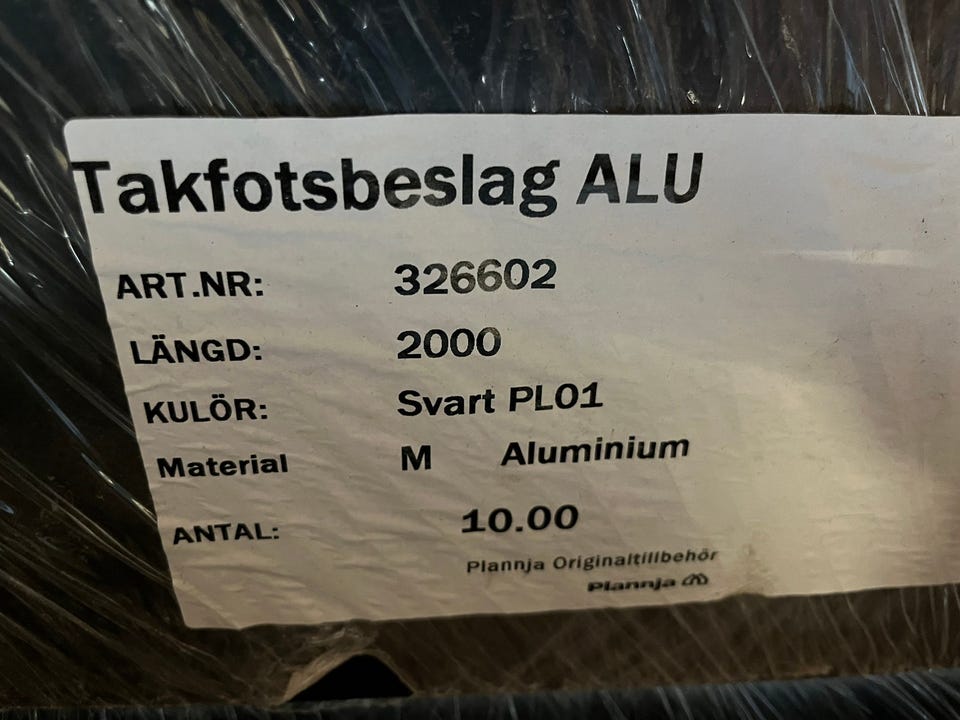 Takfotsbeslag ALU
ART.NR: 326602
LÄNGD: 2000
KULÖR: Svart PL01
Material M Aluminium
ANTAL: 10.00
Plannja Originaltillbehör
Plannja